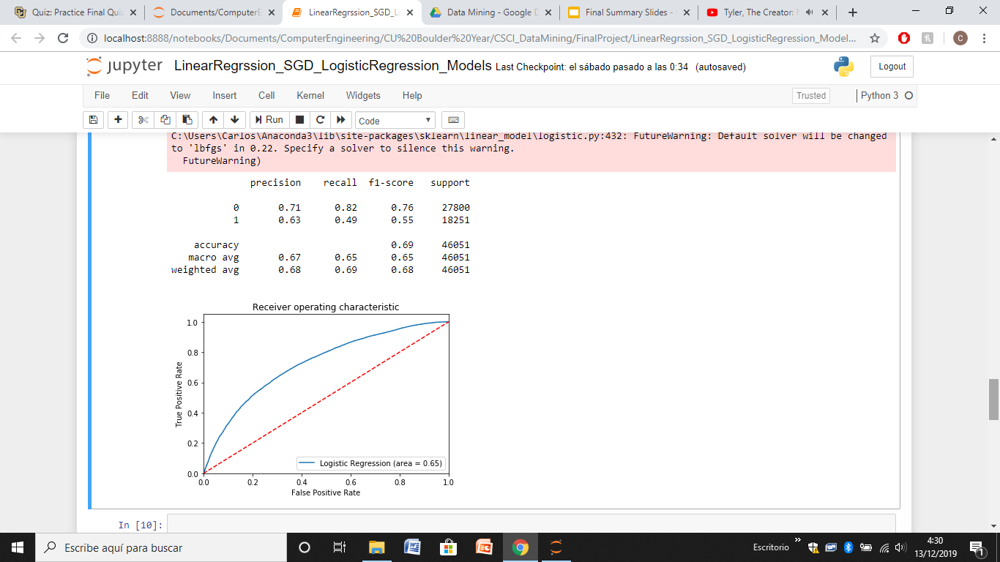 Quiz: Practice Final Qui
Documents/ComputerE
LinearRegrssion_SGD_L
Data Mining - Google D
Final Summary Slides -
Tyler, The Creator:
localhost:8888/notebooks/Documents/ComputerEngineering/CU%20Boulder%20Year/CSCI_DataMining/FinalProject/LinearRegrssion_SGD_LogisticRegression_Model...
C
jupyter LinearRegrssion_SGD_LogisticRegression_Models Last Checkpoint: el sábado pasado a las 0:34 (autosaved)
Logout
File Edit View Insert Cell Kernel Widgets Help
Trusted
Python 3
Run
Code
C:\Users\Carlos\Anaconda3\lib\site-packages\sklearn\linear_model\logistic.py:432: FutureWarning: Default solver will be changed
to 'lbfgs' in 0.22. Specify a solver to silence this warning.
FutureWarning)
precision recall f1-score support
0 0.71 0.82 0.76 27800
1 0.63 0.49 0.55 18251
accuracy 0.69 46051
macro avg 0.67 0.65 0.65 46051
weighted avg 0.68 0.69 0.68 46051
Receiver operating characteristic
True Positive Rate
1.0
0.8
0.6
0.4
0.2
0.0
Logistic Regression (area = 0.65)
0.0 0.2 0.4 0.6 0.8 1.0
False Positive Rate
In [10]:
Escribe aquí para buscar
Escritorio
4:30
13/12/2019
1